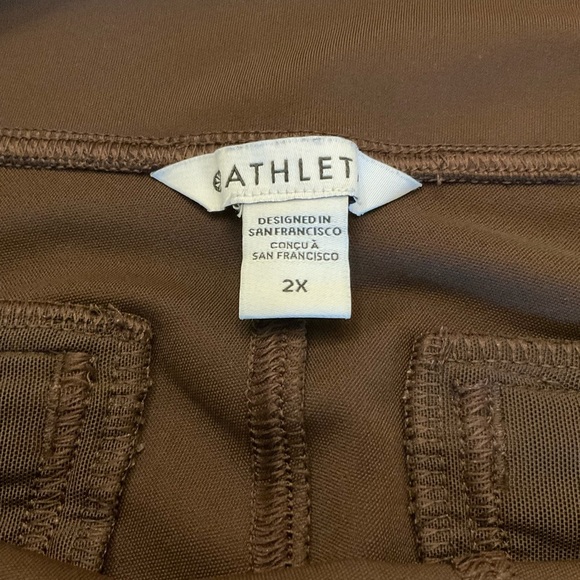 ATHLET
DESIGNED IN
SAN FRANCISCO
CONÇU À
SAN FRANCISCO
2X